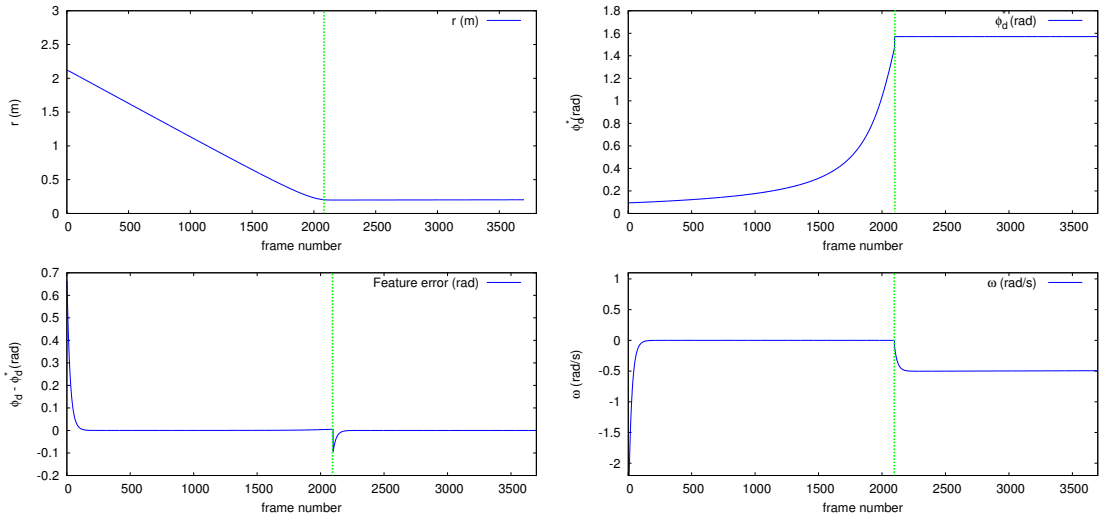 r (m)
3
2.5
2
1.5
1
0.5
0
r (m)
0 500 1000 1500 2000 2500 3000 3500
frame number
ϕ*d (rad)
1.8
1.6
1.4
1.2
1
0.8
0.6
0.4
0.2
0
ϕ*d (rad)
0 500 1000 1500 2000 2500 3000 3500
frame number
Feature error (rad)
0.7
0.6
0.5
0.4
0.3
0.2
0.1
0
-0.1
-0.2
ϕd - ϕ*d (rad)
0 500 1000 1500 2000 2500 3000 3500
frame number
ω (rad/s)
1
0.5
0
-0.5
-1
-1.5
-2
ω (rad/s)
0 500 1000 1500 2000 2500 3000 3500
frame number